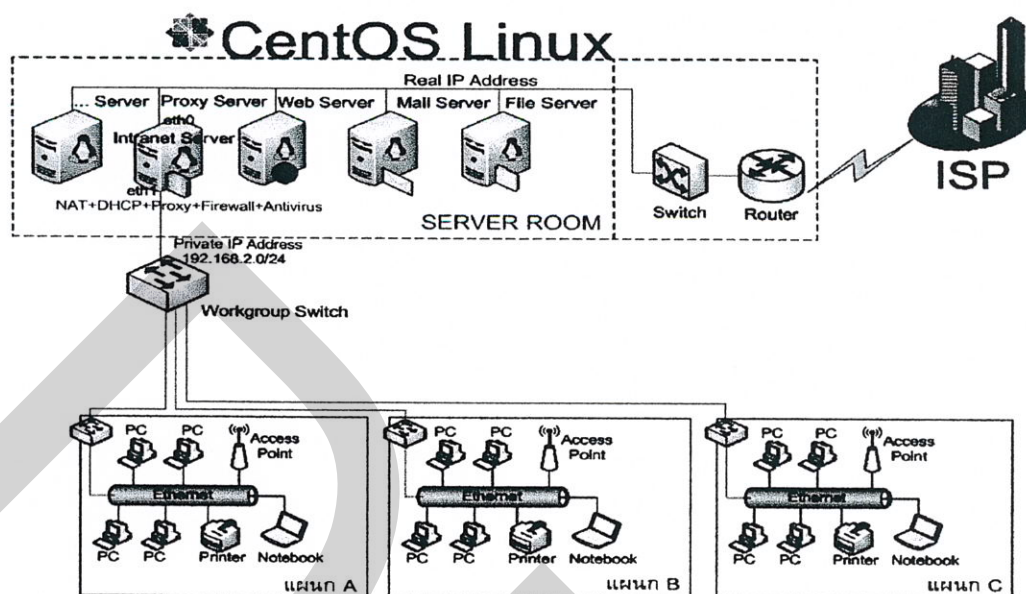 CentOS Linux
Real IP Address
... Server Proxy Server Web Server Mail Server File Server
eth0
Intranet Server
eth1
NAT+DHCP+Proxy+Firewall+Antivirus
SERVER ROOM
Switch
Router
ISP
Private IP Address
192.168.2.0/24
Workgroup Switch
PC PC Access Point
Ethernet
PC PC Printer Notebook
แผนก A
PC PC Access Point
Ethernet
PC PC Printer Notebook
แผนก B
PC PC Access Point
Ethernet
PC PC Printer Notebook
แผนก C